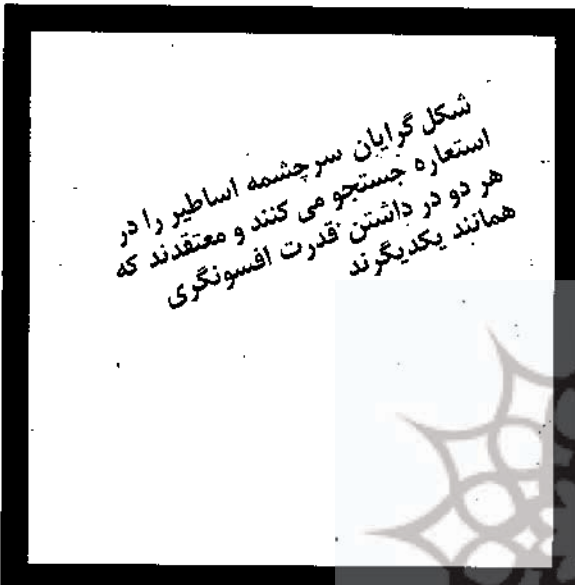 شکل گرایان سرچشمه اساطیر را در
استعاره جستجو می کنند و معتقدند که
هر دو در داشتن قدرت افسونگری
همانند یکدیگرند